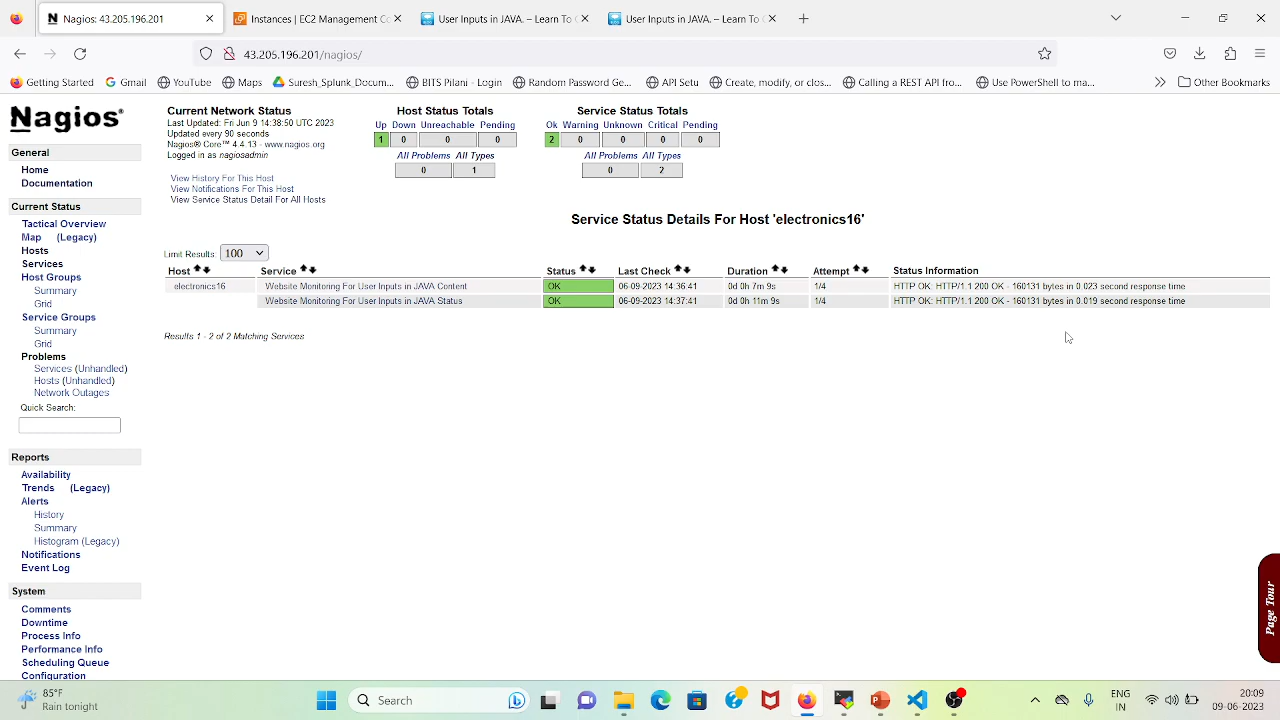 Nagios: 43.205.196.201
Instances | EC2 Management Co
User Inputs in JAVA. – Learn To C
User Inputs in JAVA. – Learn To C
43.205.196.201/nagios/
Getting Started
Gmail
YouTube
Maps
Suresh_Splunk_Docum...
BITS Pilani - Login
Random Password Ge...
API Setu
Create, modify, or clos...
Calling a REST API fro...
Use PowerShell to ma...
Other Bookmarks
Nagios®
General
Home
Documentation
Current Status
Tactical Overview
Map (Legacy)
Hosts
Services
Host Groups
Summary
Grid
Service Groups
Summary
Grid
Problems
Services (Unhandled)
Hosts (Unhandled)
Network Outages
Quick Search:
Reports
Availability
Trends (Legacy)
Alerts
History
Summary
Histogram (Legacy)
Notifications
Event Log
System
Comments
Downtime
Process Info
Performance Info
Scheduling Queue
Configuration
Current Network Status
Last Updated: Fri Jun 9 14:38:50 UTC 2023
Updated every 90 seconds
Nagios® Core™ 4.4.13 - www.nagios.org
Logged in as nagiosadmin
View History For This Host
View Notifications For This Host
View Service Status Detail For All Hosts
Host Status Totals
Up Down Unreachable Pending
1 0 0 0
All Problems All Types
0 1
Service Status Totals
Ok Warning Unknown Critical Pending
2 0 0 0 0
All Problems All Types
0 2
Service Status Details For Host 'electronics16'
Limit Results: 100
Host Service Status Last Check Duration Attempt Status Information
electronics16 Website Monitoring For User Inputs in JAVA Content OK 06-09-2023 14:36:41 0d 0h 7m 9s 1/4 HTTP OK: HTTP/1.1 200 OK - 160131 bytes in 0.023 second response time
Website Monitoring For User Inputs in JAVA Status OK 06-09-2023 14:37:41 0d 0h 11m 9s 1/4 HTTP OK: HTTP/1.1 200 OK - 160131 bytes in 0.019 second response time
Results 1 - 2 of 2 Matching Services
Page Tour
85°F
Rain tonight
Search
ENG
IN
20:09
09-06-2023